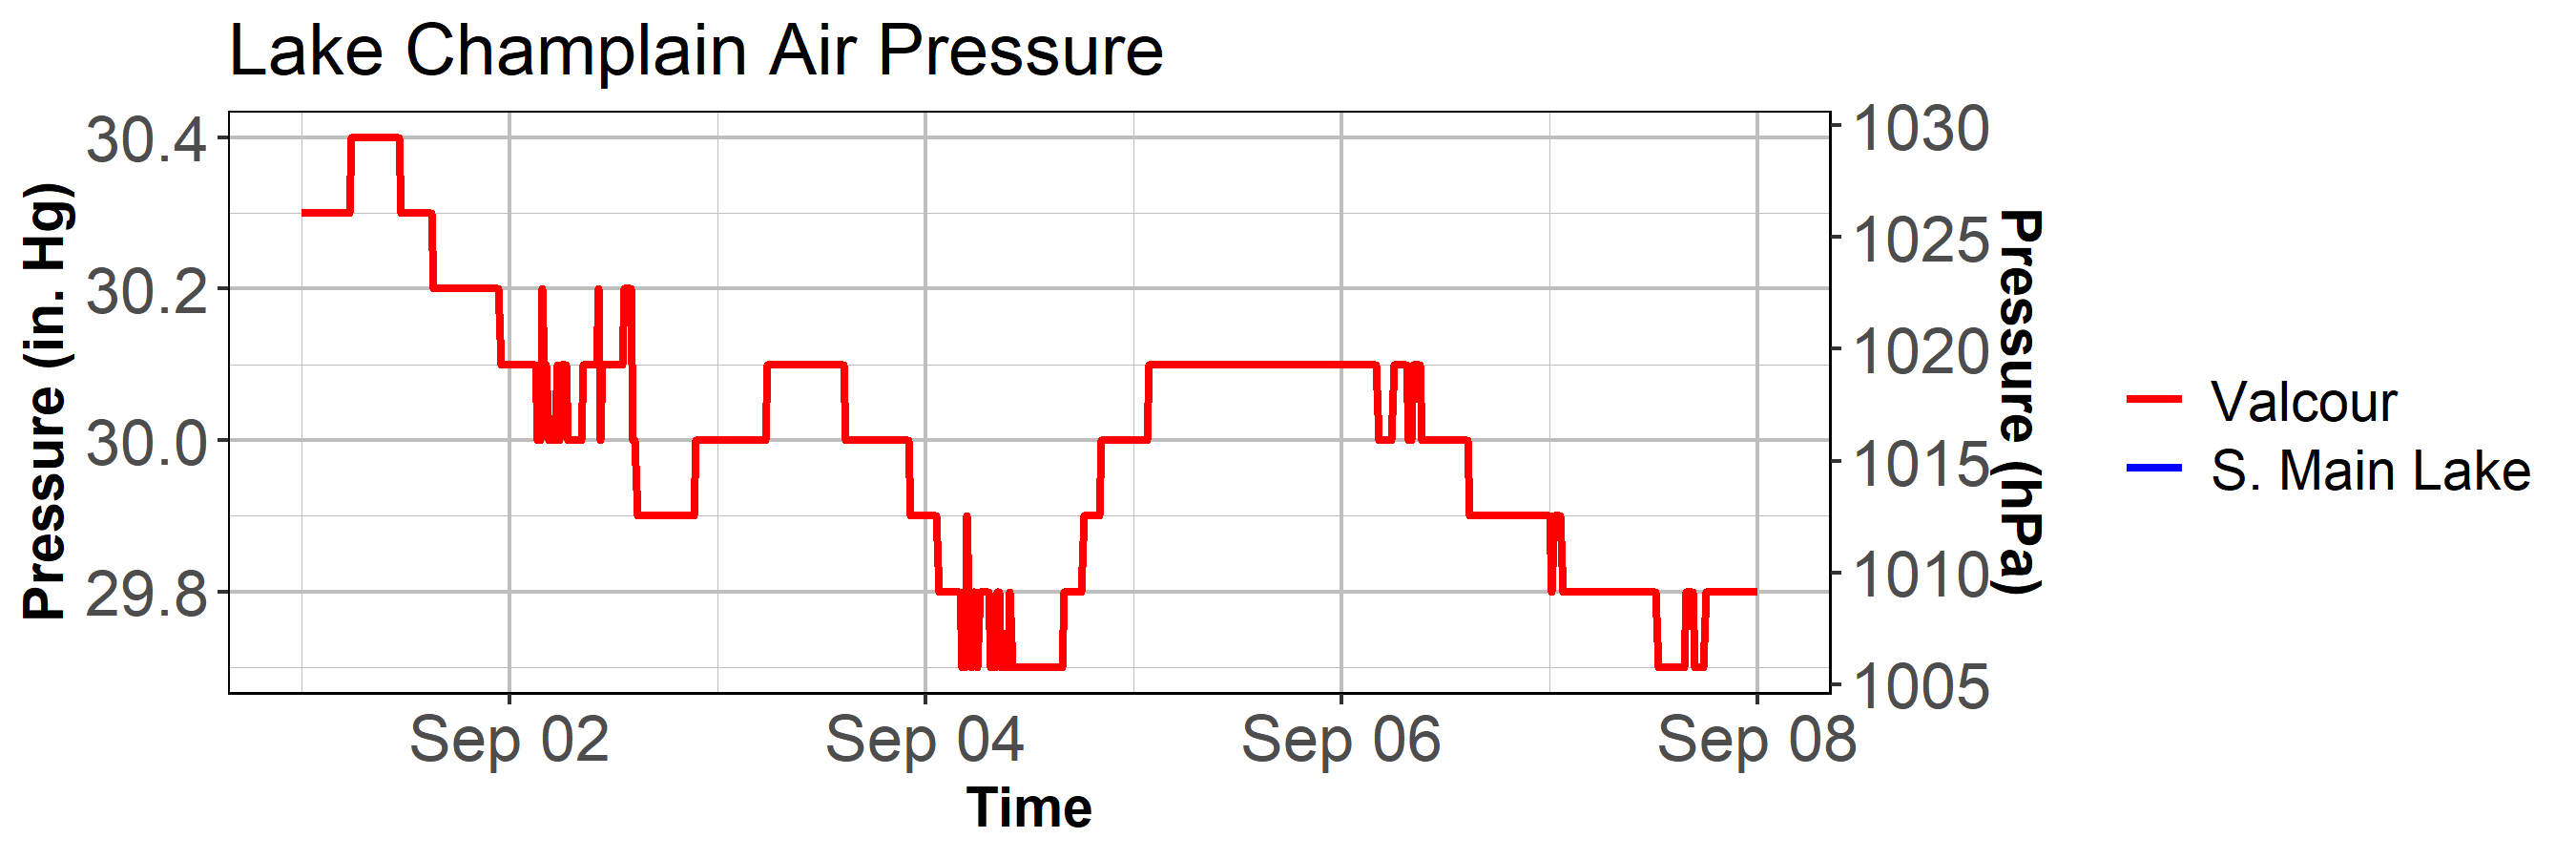 Lake Champlain Air Pressure
Pressure (in. Hg)
30.4
30.2
30.0
29.8
1030
1025
1020
1015
1010
1005
Pressure (hPa)
Sep 02
Sep 04
Sep 06
Sep 08
Time
Valcour
S. Main Lake